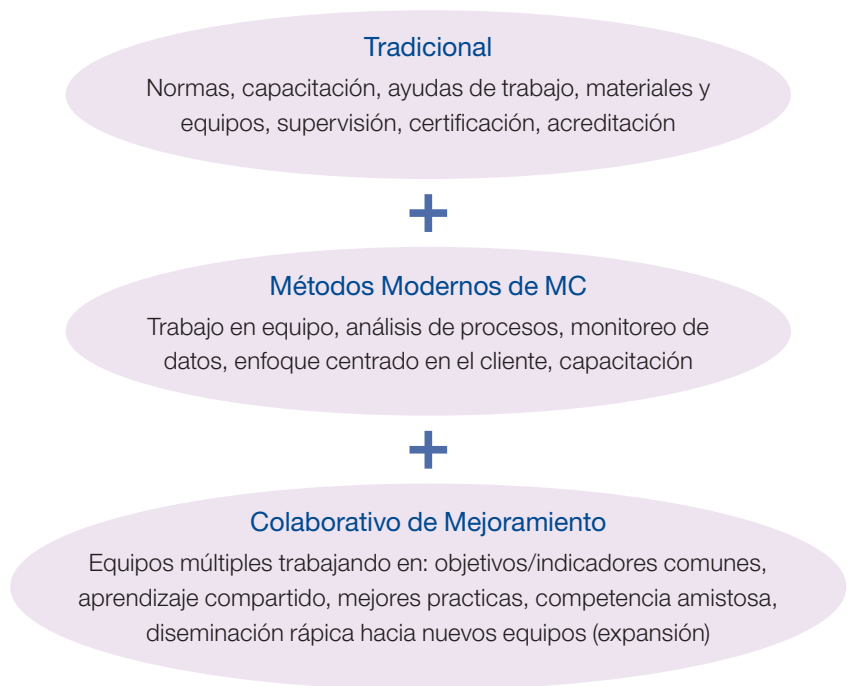 Tradicional
Normas, capacitación, ayudas de trabajo, materiales y
equipos, supervisión, certificación, acreditación
+
Métodos Modernos de MC
Trabajo en equipo, análisis de procesos, monitoreo de
datos, enfoque centrado en el cliente, capacitación
+
Colaborativo de Mejoramiento
Equipos múltiples trabajando en: objetivos/indicadores comunes,
aprendizaje compartido, mejores practicas, competencia amistosa,
diseminación rápica hacia nuevos equipos (expansión)